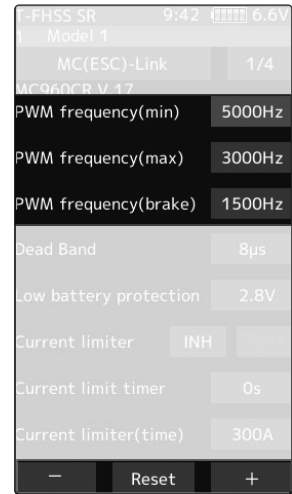 T-FHSS SR 9:42 6.6V
1 Model 1
MC(ESC)-Link 1/4
MC960CR V 17
PWM frequency(min) 5000Hz
PWM frequency(max) 3000Hz
PWM frequency(brake) 1500Hz
Dead Band 8µs
Low battery protection 2.8V
Current limiter INH
Current limit timer 0s
Current limiter(time) 300A
− Reset +